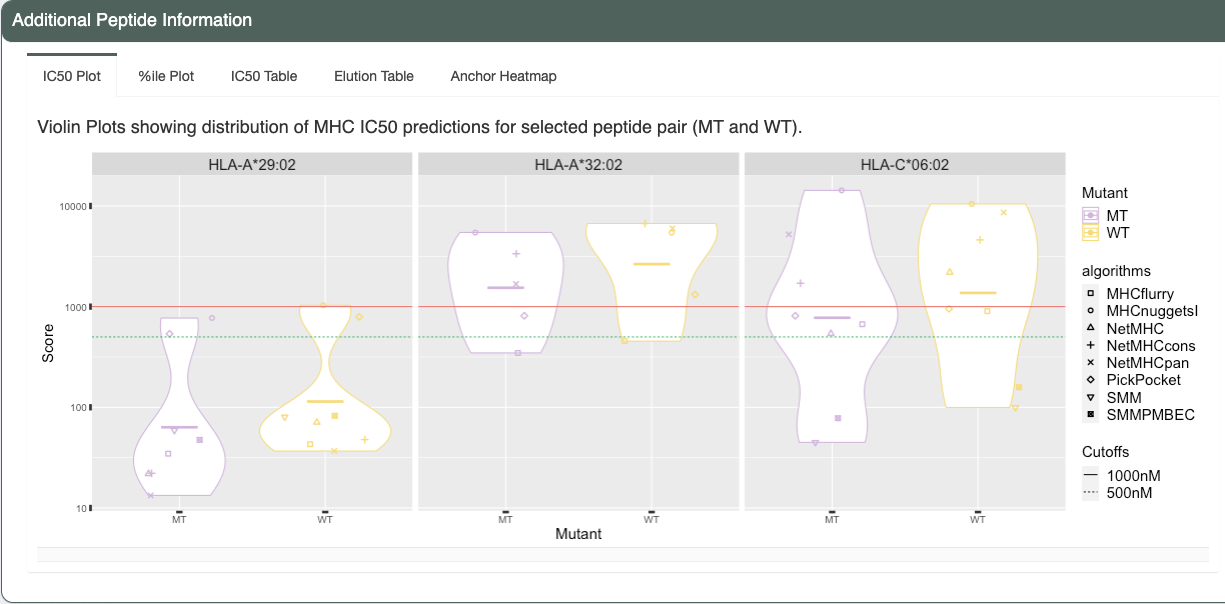 Additional Peptide Information
IC50 Plot %ile Plot IC50 Table Elution Table Anchor Heatmap
Violin Plots showing distribution of MHC IC50 predictions for selected peptide pair (MT and WT).
HLA-A*29:02 HLA-A*32:02 HLA-C*06:02
10000
1000
100
10
Score
MT WT MT WT MT WT
Mutant
Mutant
MT
WT
algorithms
MHCflurry
MHCnuggetsI
NetMHC
NetMHCcons
NetMHCpan
PickPocket
SMM
SMMPMBEC
Cutoffs
1000nM
500nM